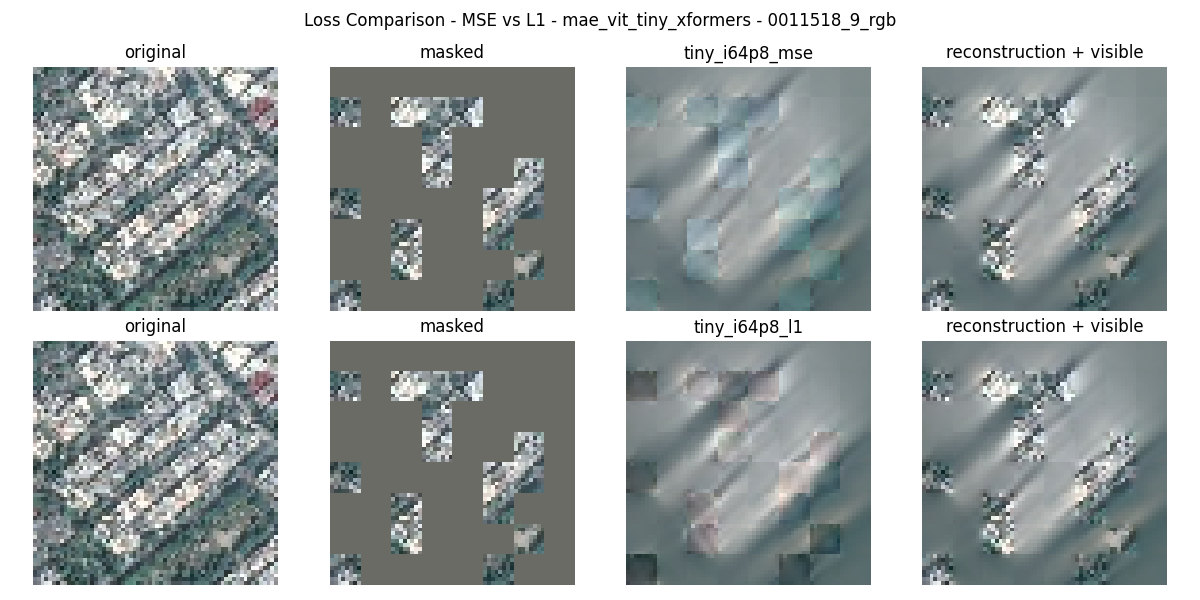 Loss Comparison - MSE vs L1 - mae_vit_tiny_xformers - 0011518_9_rgb
original
masked
tiny_i64p8_mse
reconstruction + visible
original
masked
tiny_i64p8_l1
reconstruction + visible